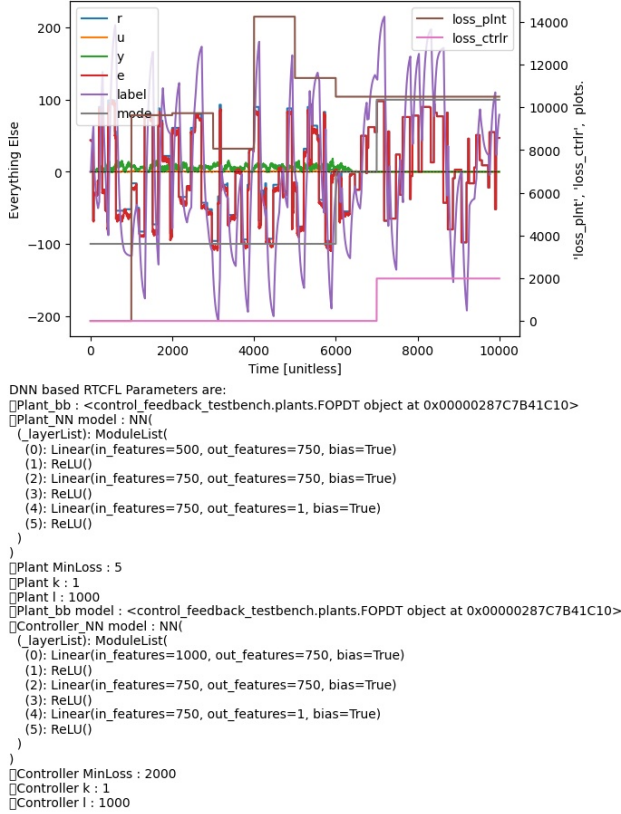 r
u
y
e
label
mode
loss_plnt
loss_ctrlr
100
0
−100
−200
Everything Else
14000
12000
10000
8000
6000
4000
2000
0
'loss_plnt', 'loss_ctrlr', plots.
0
2000
4000
6000
8000
10000
Time [unitless]
DNN based RTCFL Parameters are:
Plant_bb : <control_feedback_testbench.plants.FOPDT object at 0x00000287C7B41C10>
Plant_NN model : NN(
(_layerList): ModuleList(
(0): Linear(in_features=500, out_features=750, bias=True)
(1): ReLU()
(2): Linear(in_features=750, out_features=750, bias=True)
(3): ReLU()
(4): Linear(in_features=750, out_features=1, bias=True)
(5): ReLU()
)
)
Plant MinLoss : 5
Plant k : 1
Plant l : 1000
Plant_bb model : <control_feedback_testbench.plants.FOPDT object at 0x00000287C7B41C10>
Controller_NN model : NN(
(_layerList): ModuleList(
(0): Linear(in_features=1000, out_features=750, bias=True)
(1): ReLU()
(2): Linear(in_features=750, out_features=750, bias=True)
(3): ReLU()
(4): Linear(in_features=750, out_features=1, bias=True)
(5): ReLU()
)
)
Controller MinLoss : 2000
Controller k : 1
Controller l : 1000